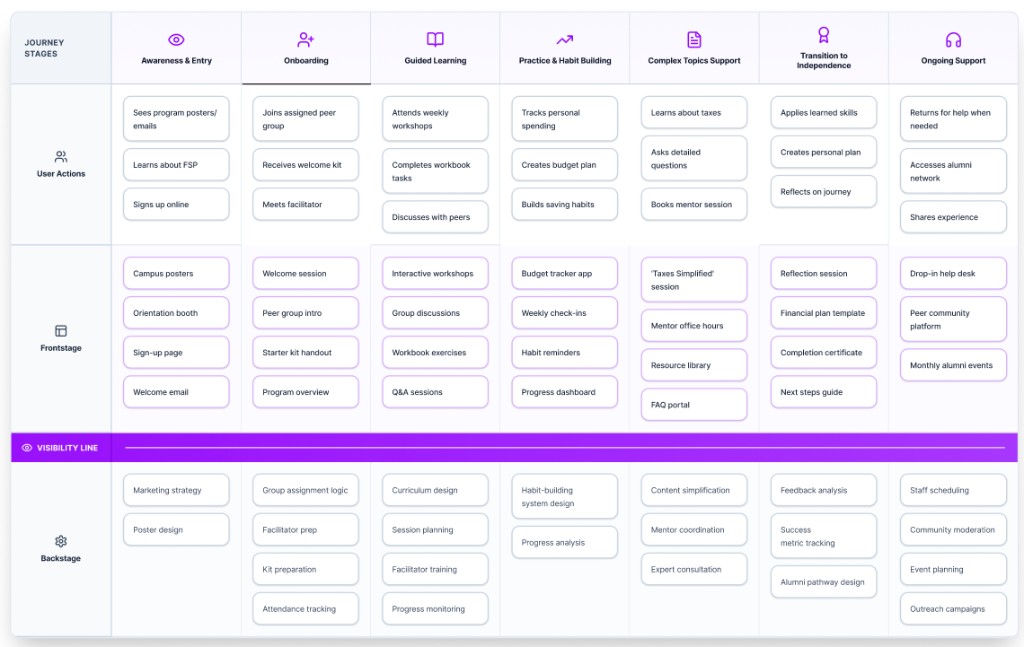 JOURNEY
STAGES
Awareness & Entry
Onboarding
Guided Learning
Practice & Habit Building
Complex Topics Support
Transition to
Independence
Ongoing Support
User Actions
Sees program posters/
emails
Learns about FSP
Signs up online
Joins assigned peer
group
Receives welcome kit
Meets facilitator
Attends weekly
workshops
Completes workbook
tasks
Discusses with peers
Tracks personal
spending
Creates budget plan
Builds saving habits
Learns about taxes
Asks detailed
questions
Books mentor session
Applies learned skills
Creates personal plan
Reflects on journey
Returns for help when
needed
Accesses alumni
network
Shares experience
Frontstage
Campus posters
Orientation booth
Sign-up page
Welcome email
Welcome session
Peer group intro
Starter kit handout
Program overview
Interactive workshops
Group discussions
Workbook exercises
Q&A sessions
Budget tracker app
Weekly check-ins
Habit reminders
Progress dashboard
'Taxes Simplified'
session
Mentor office hours
Resource library
FAQ portal
Reflection session
Financial plan template
Completion certificate
Next steps guide
Drop-in help desk
Peer community
platform
Monthly alumni events
VISIBILITY LINE
Backstage
Marketing strategy
Poster design
Group assignment logic
Facilitator prep
Kit preparation
Attendance tracking
Curriculum design
Session planning
Facilitator training
Progress monitoring
Habit-building
system design
Progress analysis
Content simplification
Mentor coordination
Expert consultation
Feedback analysis
Success
metric tracking
Alumni pathway design
Staff scheduling
Community moderation
Event planning
Outreach campaigns